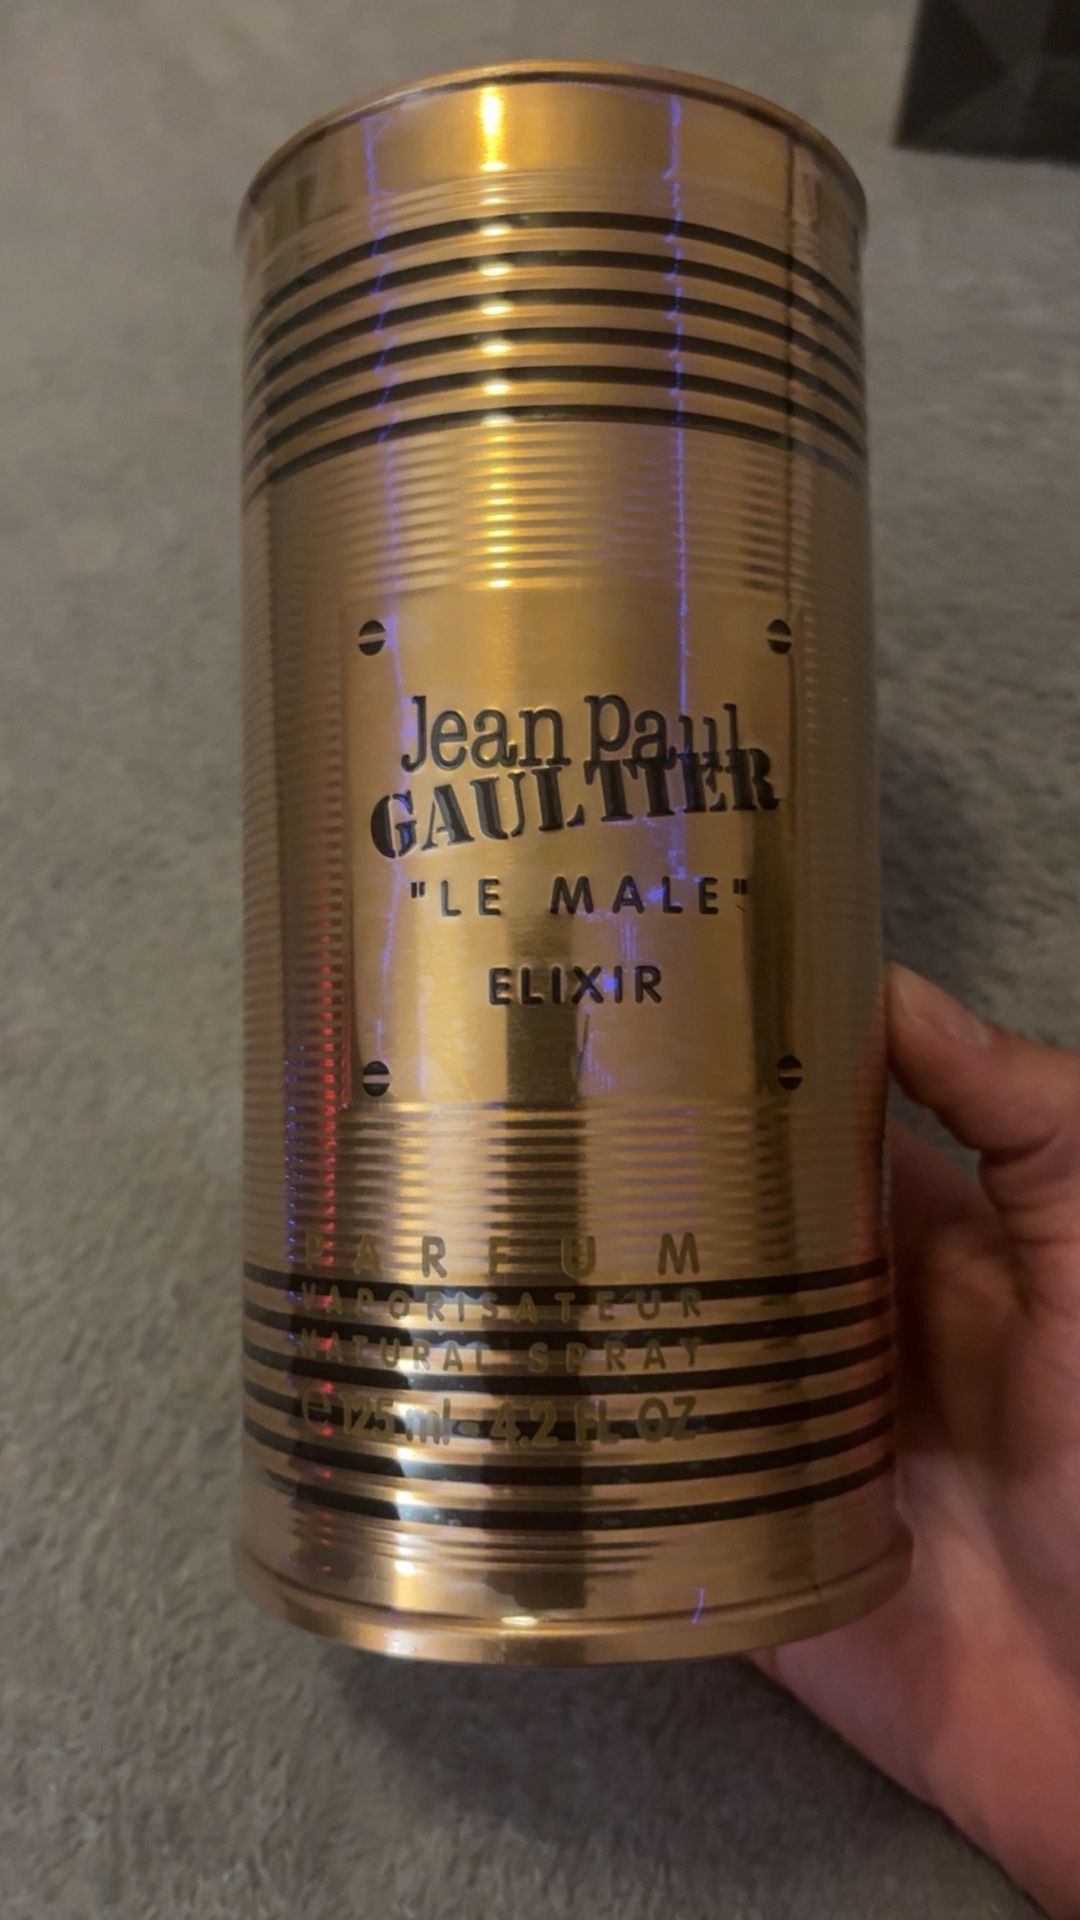 Jean Paul
GAULTIER
"LE MALE"
ELIXIR
PARFUM
VAPORISATEUR
NATURAL SPRAY
e 125 ml - 4.2 FL OZ